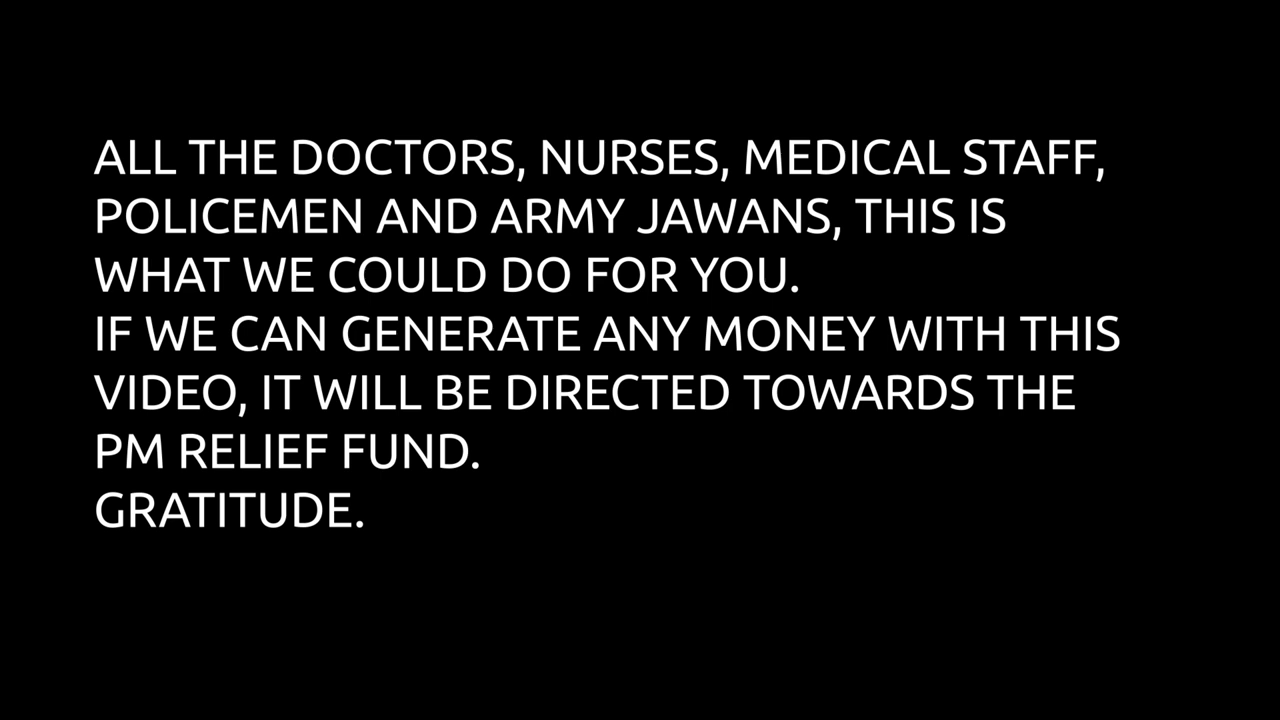 ALL THE DOCTORS, NURSES, MEDICAL STAFF,
POLICEMEN AND ARMY JAWANS, THIS IS
WHAT WE COULD DO FOR YOU.
IF WE CAN GENERATE ANY MONEY WITH THIS
VIDEO, IT WILL BE DIRECTED TOWARDS THE
PM RELIEF FUND.
GRATITUDE.